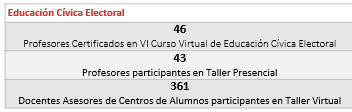 Educación Cívica Electoral
46
Profesores Certificados en VI Curso Virtual de Educación Cívica Electoral
43
Profesores participantes en Taller Presencial
361
Docentes Asesores de Centros de Alumnos participantes en Taller Virtual